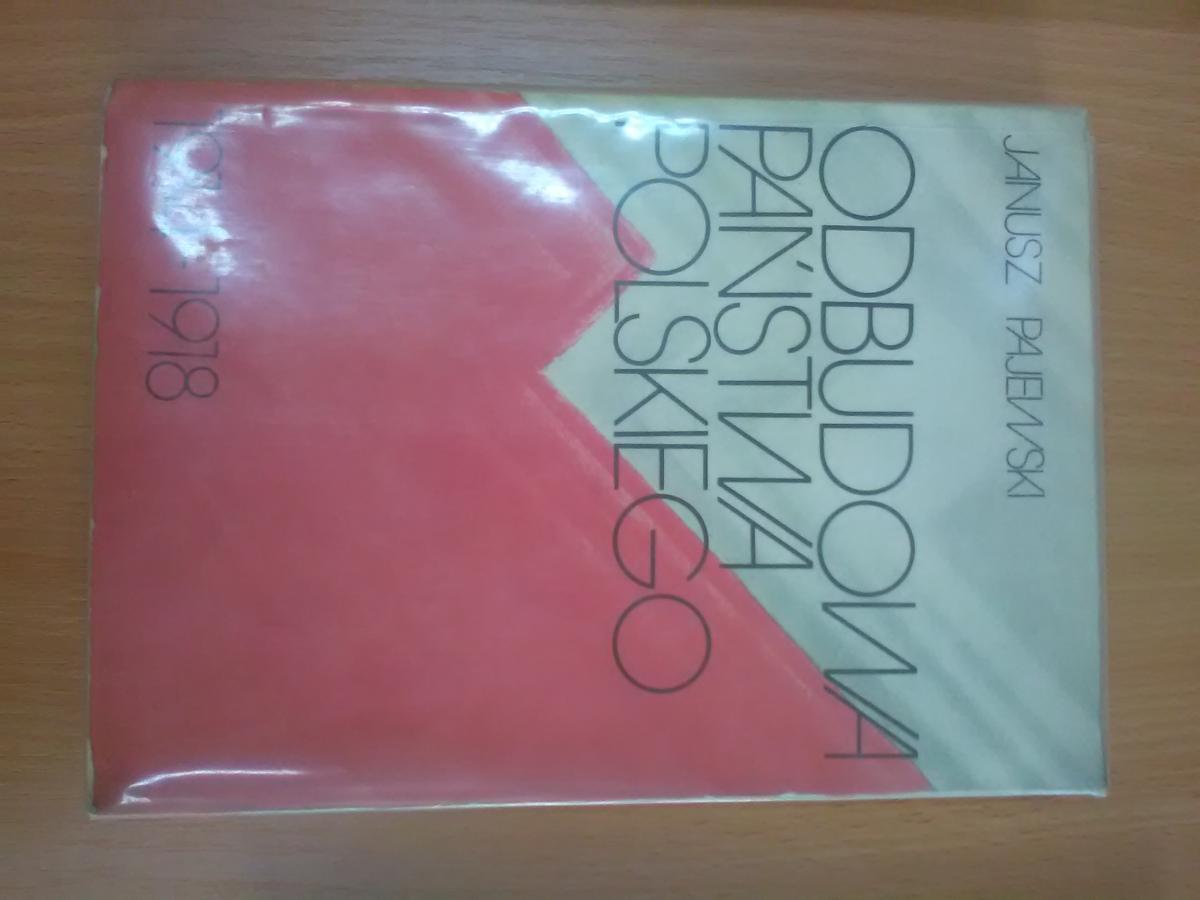 JANUSZ PAJEWSKI
ODBUDOWA
PAŃSTWA
POLSKIEGO
1918